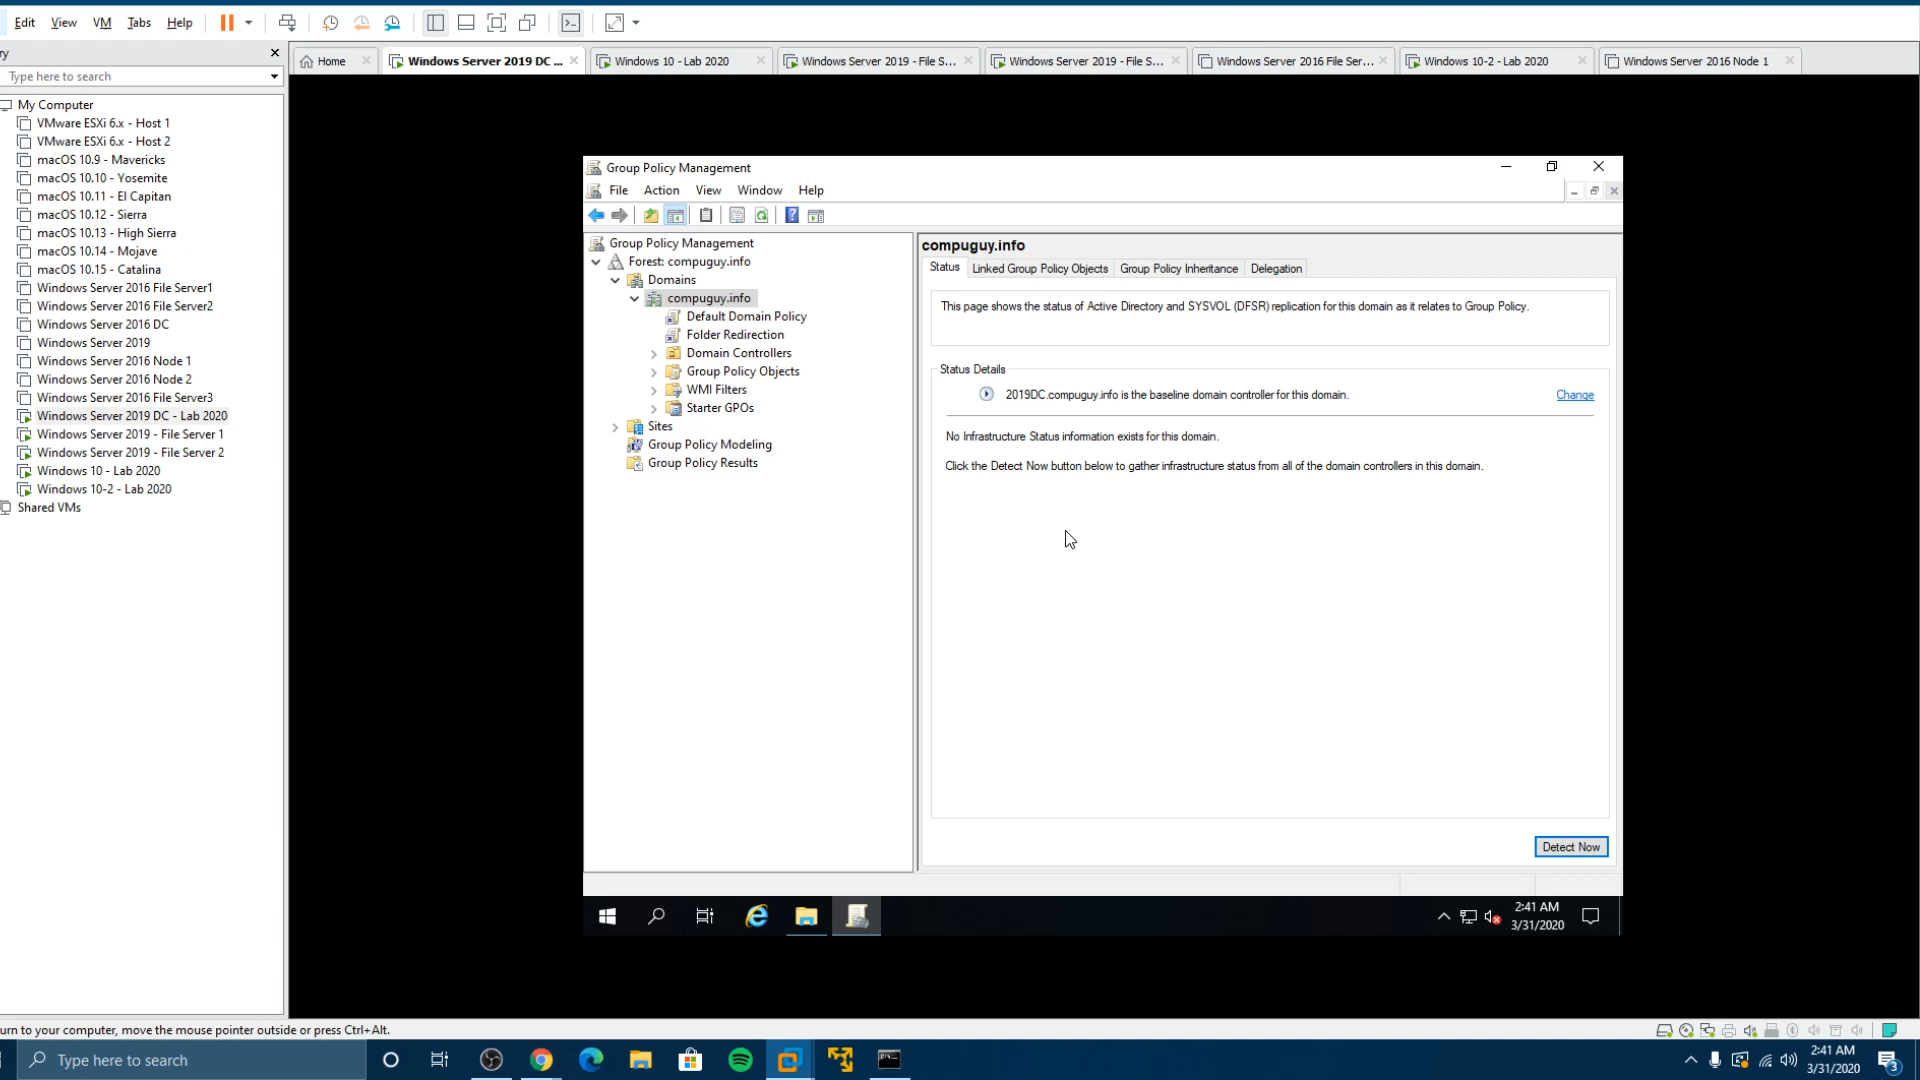 Edit View VM Tabs Help
ry
Type here to search
Home
Windows Server 2019 DC ...
Windows 10 - Lab 2020
Windows Server 2019 - File S...
Windows Server 2019 - File S...
Windows Server 2016 File Ser...
Windows 10-2 - Lab 2020
Windows Server 2016 Node 1
My Computer
VMware ESXi 6.x - Host 1
VMware ESXi 6.x - Host 2
macOS 10.9 - Mavericks
macOS 10.10 - Yosemite
macOS 10.11 - El Capitan
macOS 10.12 - Sierra
macOS 10.13 - High Sierra
macOS 10.14 - Mojave
macOS 10.15 - Catalina
Windows Server 2016 File Server1
Windows Server 2016 File Server2
Windows Server 2016 DC
Windows Server 2019
Windows Server 2016 Node 1
Windows Server 2016 Node 2
Windows Server 2016 File Server3
Windows Server 2019 DC - Lab 2020
Windows Server 2019 - File Server 1
Windows Server 2019 - File Server 2
Windows 10 - Lab 2020
Windows 10-2 - Lab 2020
Shared VMs
Group Policy Management
File Action View Window Help
Group Policy Management
Forest: compuguy.info
Domains
compuguy.info
Default Domain Policy
Folder Redirection
Domain Controllers
Group Policy Objects
WMI Filters
Starter GPOs
Sites
Group Policy Modeling
Group Policy Results
compuguy.info
Status Linked Group Policy Objects Group Policy Inheritance Delegation
This page shows the status of Active Directory and SYSVOL (DFSR) replication for this domain as it relates to Group Policy.
Status Details
2019DC.compuguy.info is the baseline domain controller for this domain.
Change
No Infrastructure Status information exists for this domain.
Click the Detect Now button below to gather infrastructure status from all of the domain controllers in this domain.
Detect Now
2:41 AM
3/31/2020
urn to your computer, move the mouse pointer outside or press Ctrl+Alt.
Type here to search
2:41 AM
3/31/2020
3